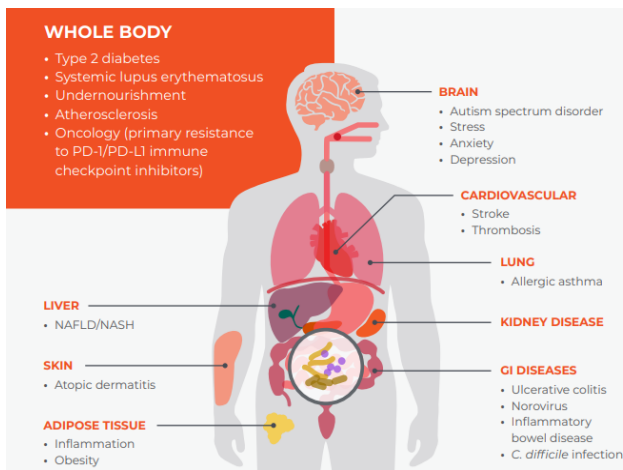 WHOLE BODY
• Type 2 diabetes
• Systemic lupus erythematosus
• Undernourishment
• Atherosclerosis
• Oncology (primary resistance
to PD-1/PD-L1 immune
checkpoint inhibitors)
BRAIN
• Autism spectrum disorder
• Stress
• Anxiety
• Depression
CARDIOVASCULAR
• Stroke
• Thrombosis
LUNG
• Allergic asthma
LIVER
• NAFLD/NASH
KIDNEY DISEASE
SKIN
• Atopic dermatitis
GI DISEASES
• Ulcerative colitis
• Norovirus
• Inflammatory
bowel disease
• C. difficile infection
ADIPOSE TISSUE
• Inflammation
• Obesity